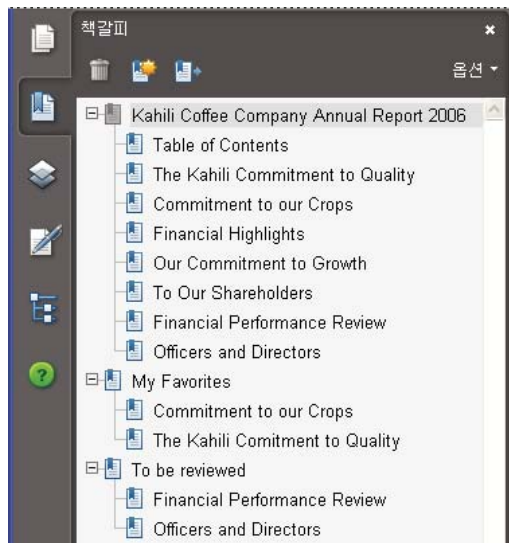 책갈피
옵션
Kahili Coffee Company Annual Report 2006
Table of Contents
The Kahili Commitment to Quality
Commitment to our Crops
Financial Highlights
Our Commitment to Growth
To Our Shareholders
Financial Performance Review
Officers and Directors
My Favorites
Commitment to our Crops
The Kahili Comitment to Quality
To be reviewed
Financial Performance Review
Officers and Directors